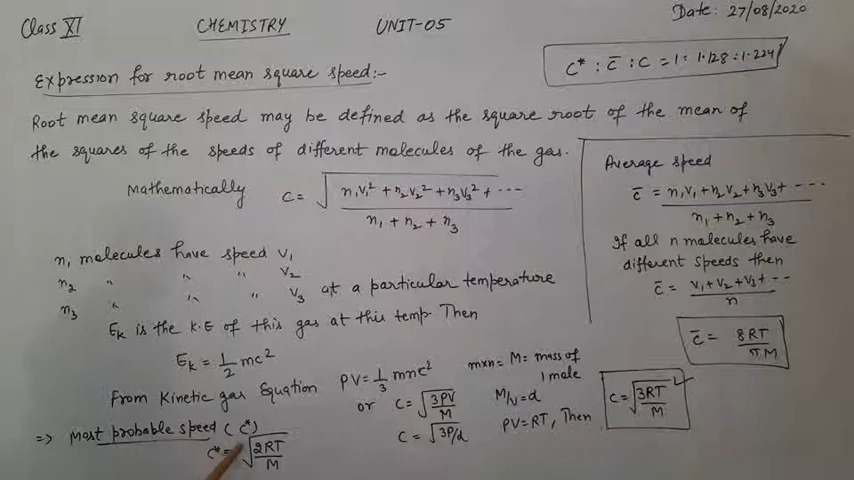 Class XI CHEMISTRY UNIT-05 Date: 27/08/2020
C* : c̄ : C = 1 : 1.128 : 1.224
Expression for root mean square speed:-
Root mean square speed may be defined as the square root of the mean of
the squares of the speeds of different molecules of the gas.
Mathematically C = √(n₁v₁² + n₂v₂² + n₃v₃² + ---) / (n₁ + n₂ + n₃)
n₁ molecules have speed v₁
n₂ " " " v₂
n₃ " " " v₃ at a particular temperature
Eₖ is the K.E of this gas at this temp. Then
Eₖ = 1/2 mc²
From Kinetic gas Equation PV = 1/3 mnc² m×n = M = mass of
1 mole
or C = √(3PV/M) M/V = d
C = √(3P/d) PV = RT, Then
C = √(3RT/M)
⇒ Most probable speed (C*)
C* = √(2RT/M)
Average speed
c̄ = (n₁v₁ + n₂v₂ + n₃v₃ + ----) / (n₁ + n₂ + n₃)
If all n molecules have
different speeds then
c̄ = (v₁ + v₂ + v₃ + ---) / n
c̄ = 8RT/πM